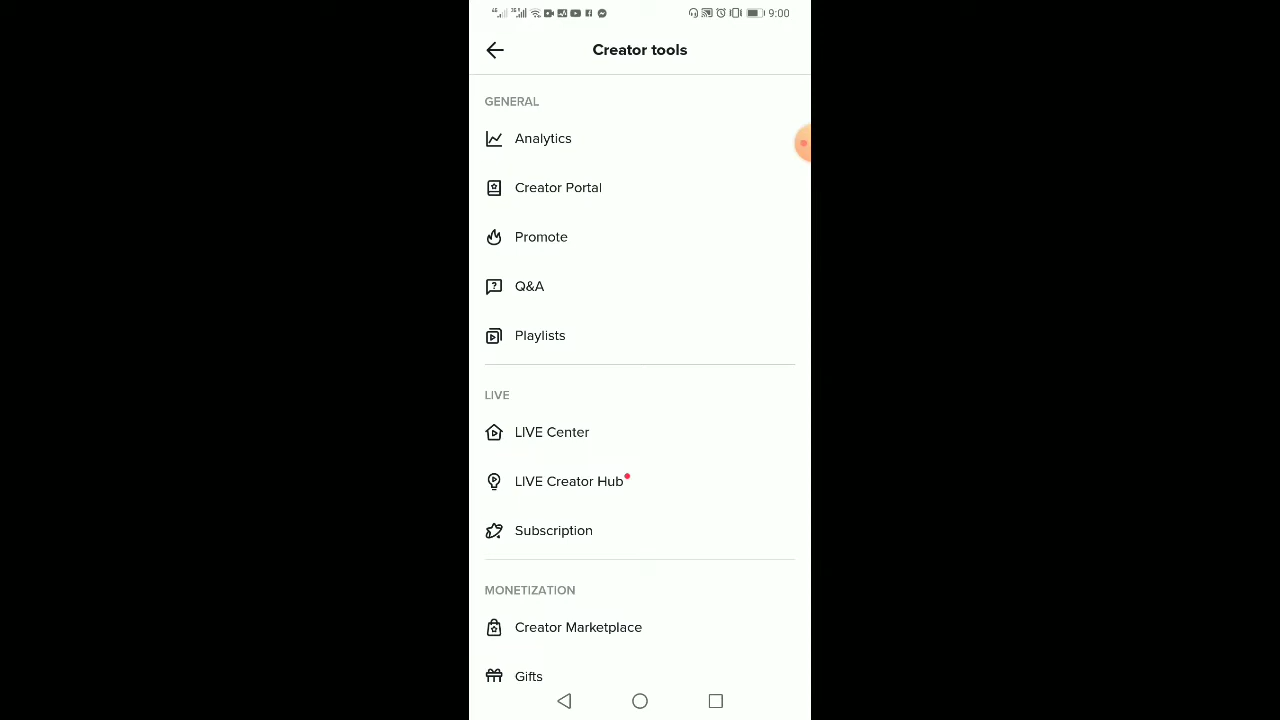 9:00
Creator tools
GENERAL
Analytics
Creator Portal
Promote
Q&A
Playlists
LIVE
LIVE Center
LIVE Creator Hub
Subscription
MONETIZATION
Creator Marketplace
Gifts